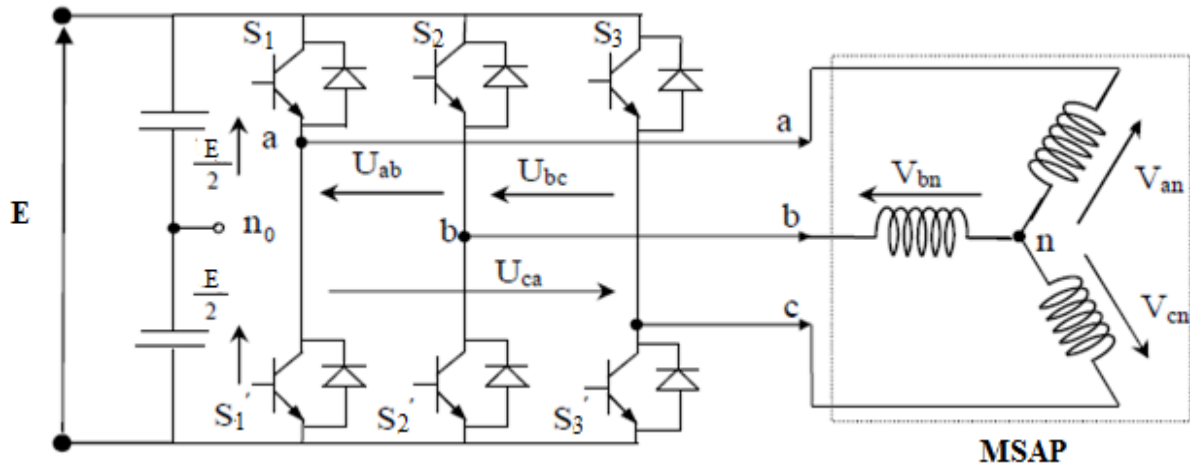 S1
S2
S3
a
E/2
Uab
Ubc
a
Vbn
Van
E
n0
b
b
n
E/2
Uca
c
Vcn
S1'
S2'
S3'
MSAP